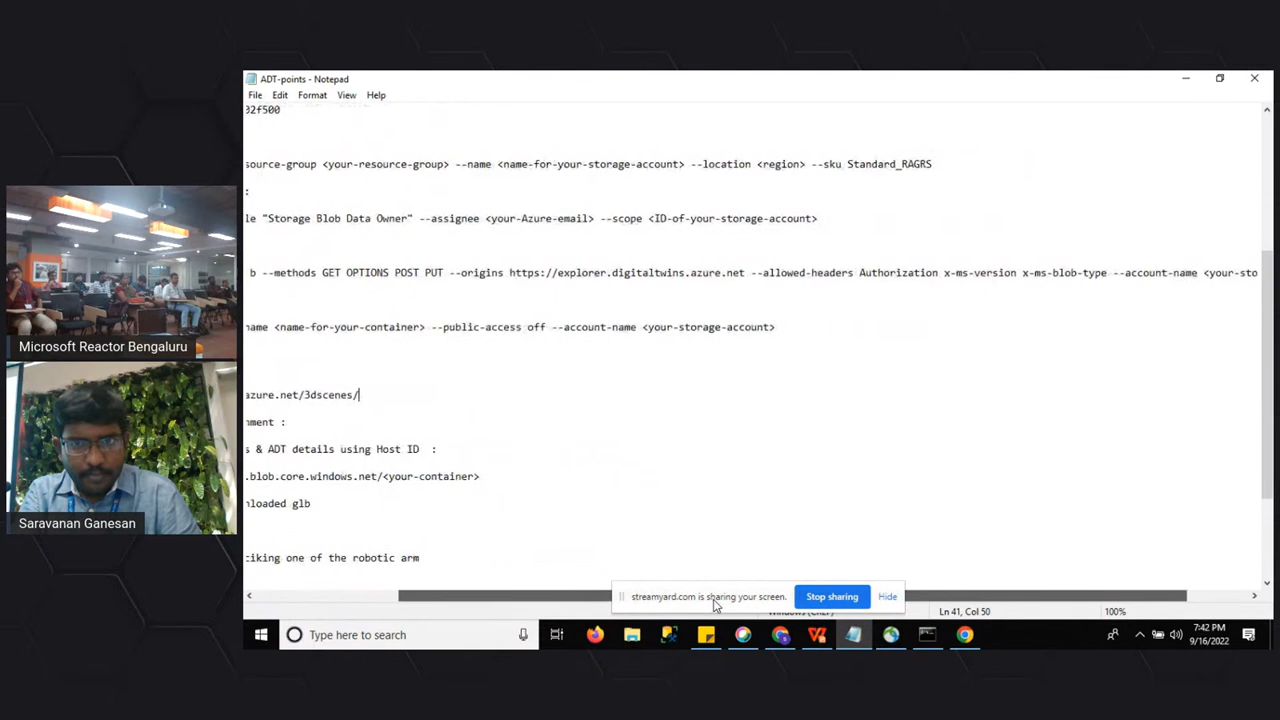 ADT-points - Notepad
File Edit Format View Help
02f500
source-group <your-resource-group> --name <name-for-your-storage-account> --location <region> --sku Standard_RAGRS
:
le "Storage Blob Data Owner" --assignee <your-Azure-email> --scope <ID-of-your-storage-account>
b --methods GET OPTIONS POST PUT --origins https://explorer.digitaltwins.azure.net --allowed-headers Authorization x-ms-version x-ms-blob-type --account-name <your-sto
name <name-for-your-container> --public-access off --account-name <your-storage-account>
azure.net/3dscenes/
nment :
s & ADT details using Host ID :
.blob.core.windows.net/<your-container>
nloaded glb
iking one of the robotic arm
streamyard.com is sharing your screen.
Stop sharing
Hide
Ln 41, Col 50
100%
Type here to search
7:42 PM
9/16/2022
Microsoft Reactor Bengaluru
Saravanan Ganesan